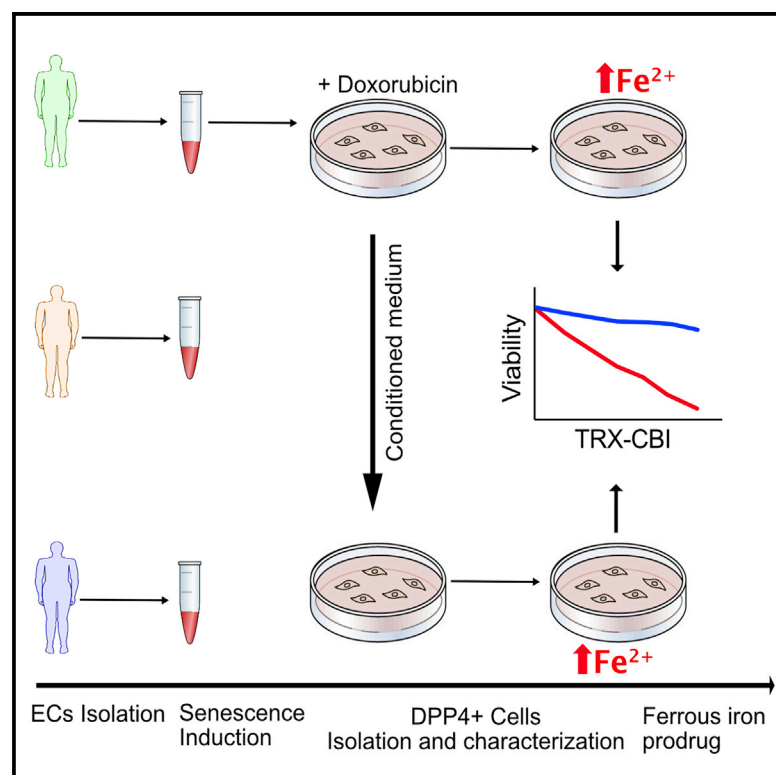 + Doxorubicin
Fe²⁺
Conditioned medium
Viability
TRX-CBI
Fe²⁺
ECs Isolation
Senescence
Induction
DPP4+ Cells
Isolation and characterization
Ferrous iron
prodrug